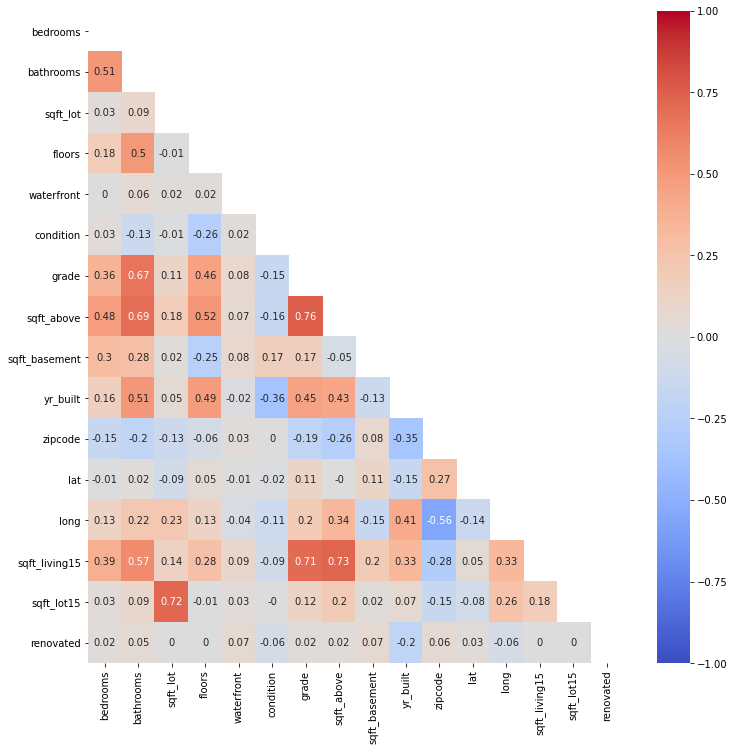 bedrooms
bathrooms 0.51
sqft_lot 0.03 0.09
floors 0.18 0.5 -0.01
waterfront 0 0.06 0.02 0.02
condition 0.03 -0.13 -0.01 -0.26 0.02
grade 0.36 0.67 0.11 0.46 0.08 -0.15
sqft_above 0.48 0.69 0.18 0.52 0.07 -0.16 0.76
sqft_basement 0.3 0.28 0.02 -0.25 0.08 0.17 0.17 -0.05
yr_built 0.16 0.51 0.05 0.49 -0.02 -0.36 0.45 0.43 -0.13
zipcode -0.15 -0.2 -0.13 -0.06 0.03 0 -0.19 -0.26 0.08 -0.35
lat -0.01 0.02 -0.09 0.05 -0.01 -0.02 0.11 -0 0.11 -0.15 0.27
long 0.13 0.22 0.23 0.13 -0.04 -0.11 0.2 0.34 -0.15 0.41 -0.56 -0.14
sqft_living15 0.39 0.57 0.14 0.28 0.09 -0.09 0.71 0.73 0.2 0.33 -0.28 0.05 0.33
sqft_lot15 0.03 0.09 0.72 -0.01 0.03 -0 0.12 0.2 0.02 0.07 -0.15 -0.08 0.26 0.18
renovated 0.02 0.05 0 0 0.07 -0.06 0.02 0.02 0.07 -0.2 0.06 0.03 -0.06 0 0
bedrooms
bathrooms
sqft_lot
floors
waterfront
condition
grade
sqft_above
sqft_basement
yr_built
zipcode
lat
long
sqft_living15
sqft_lot15
renovated
1.00
0.75
0.50
0.25
0.00
-0.25
-0.50
-0.75
-1.00